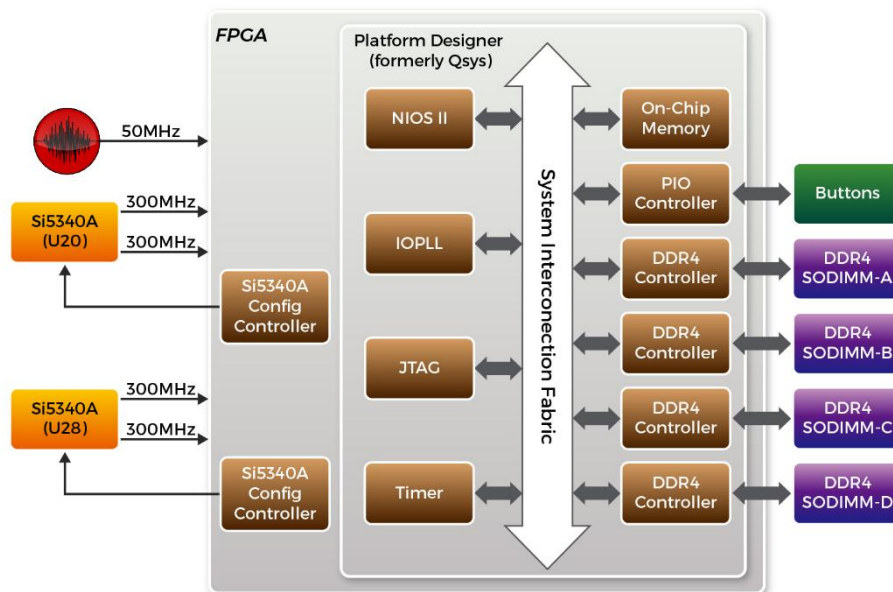 FPGA
Platform Designer
(formerly Qsys)
50MHz
Si5340A
(U20)
300MHz
300MHz
Si5340A
Config
Controller
Si5340A
(U28)
300MHz
300MHz
Si5340A
Config
Controller
NIOS II
IOPLL
JTAG
Timer
System Interconnection Fabric
On-Chip
Memory
PIO
Controller
Buttons
DDR4
Controller
DDR4
SODIMM-A
DDR4
Controller
DDR4
SODIMM-B
DDR4
Controller
DDR4
SODIMM-C
DDR4
Controller
DDR4
SODIMM-D